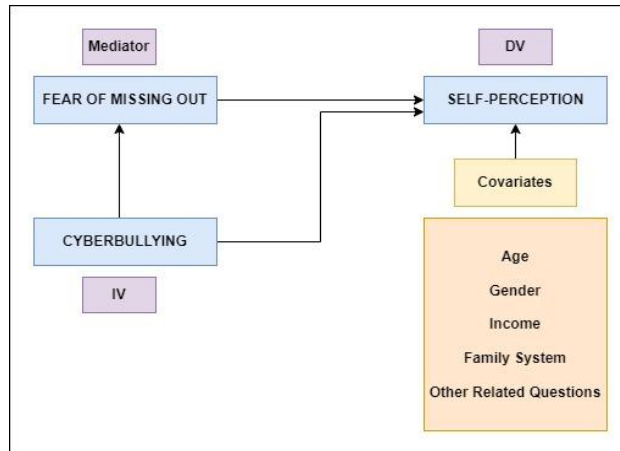 Mediator
DV
FEAR OF MISSING OUT
SELF-PERCEPTION
Covariates
CYBERBULLYING
IV
Age
Gender
Income
Family System
Other Related Questions